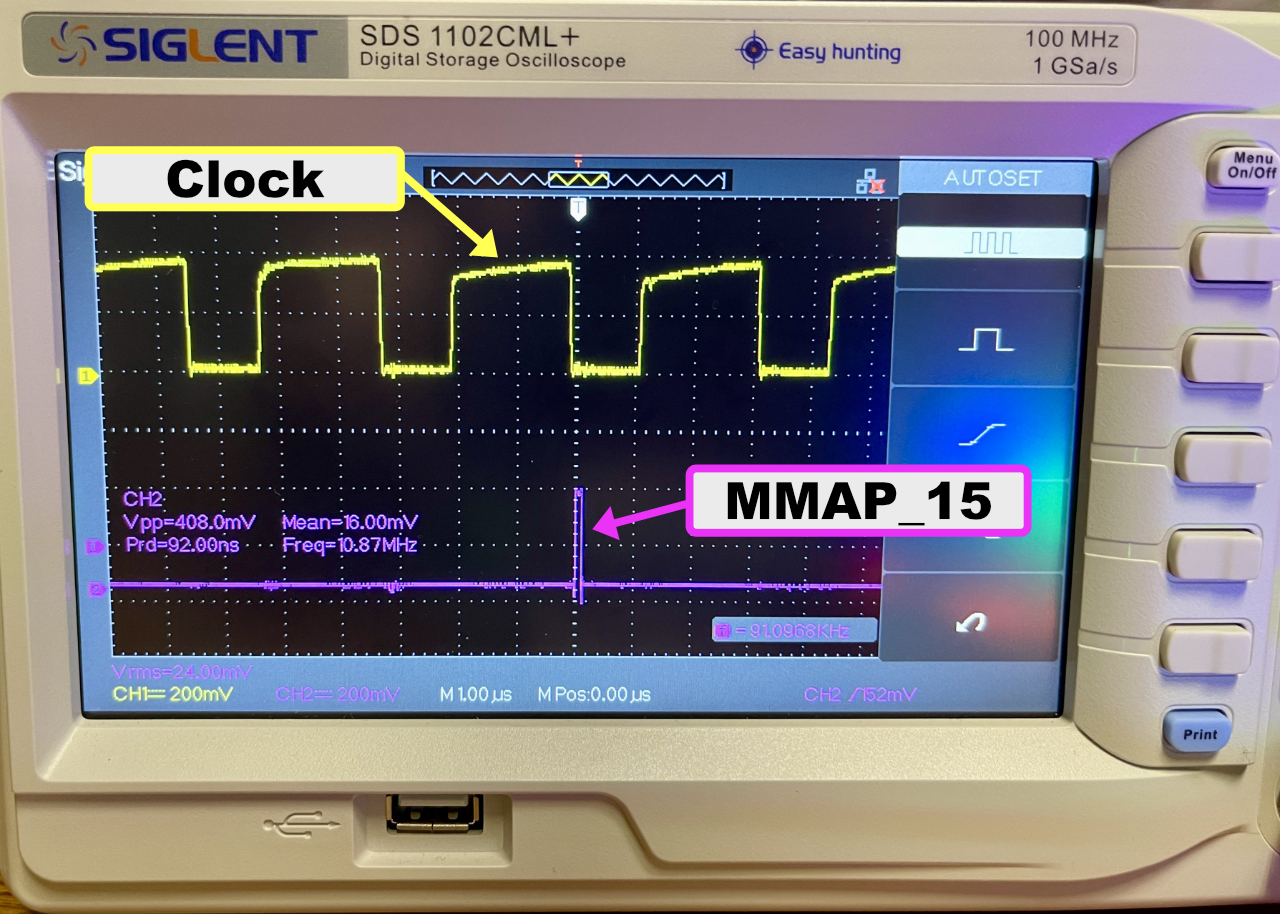 SIGLENT
SDS 1102CML+
Digital Storage Oscilloscope
Easy hunting
100 MHz
1 GSa/s
Clock
T
T
AUTOSET
Menu
On/Off
1
MMAP_15
CH2
Vpp=408.0mV Mean=16.00mV
Prd=92.00ns Freq=10.87MHz
2
= 91.0968KHz
Vrms=24.00mV
CH1 200mV CH2 200mV M 1.00µs M Pos:0.00µs CH2 /152mV
Print